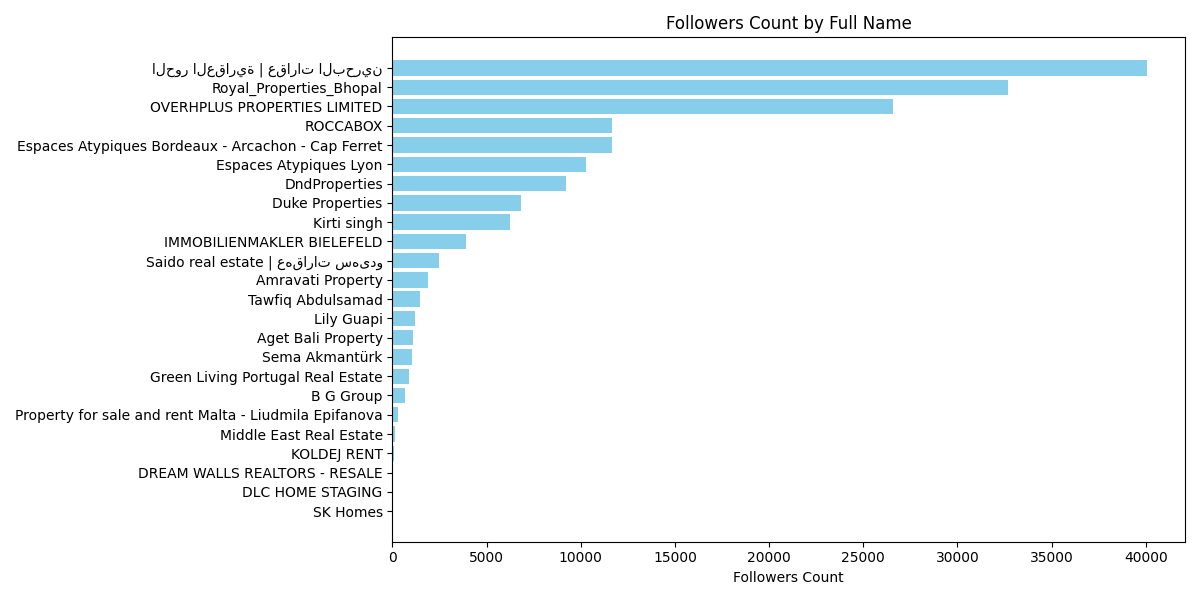 Followers Count by Full Name
الحور العقارية | عقارات البحرين
Royal_Properties_Bhopal
OVERHPLUS PROPERTIES LIMITED
ROCCABOX
Espaces Atypiques Bordeaux - Arcachon - Cap Ferret
Espaces Atypiques Lyon
DndProperties
Duke Properties
Kirti singh
IMMOBILIENMAKLER BIELEFELD
Saido real estate | عەقارات سەیدو
Amravati Property
Tawfiq Abdulsamad
Lily Guapi
Aget Bali Property
Sema Akmantürk
Green Living Portugal Real Estate
B G Group
Property for sale and rent Malta - Liudmila Epifanova
Middle East Real Estate
KOLDEJ RENT
DREAM WALLS REALTORS - RESALE
DLC HOME STAGING
SK Homes
0 5000 10000 15000 20000 25000 30000 35000 40000
Followers Count